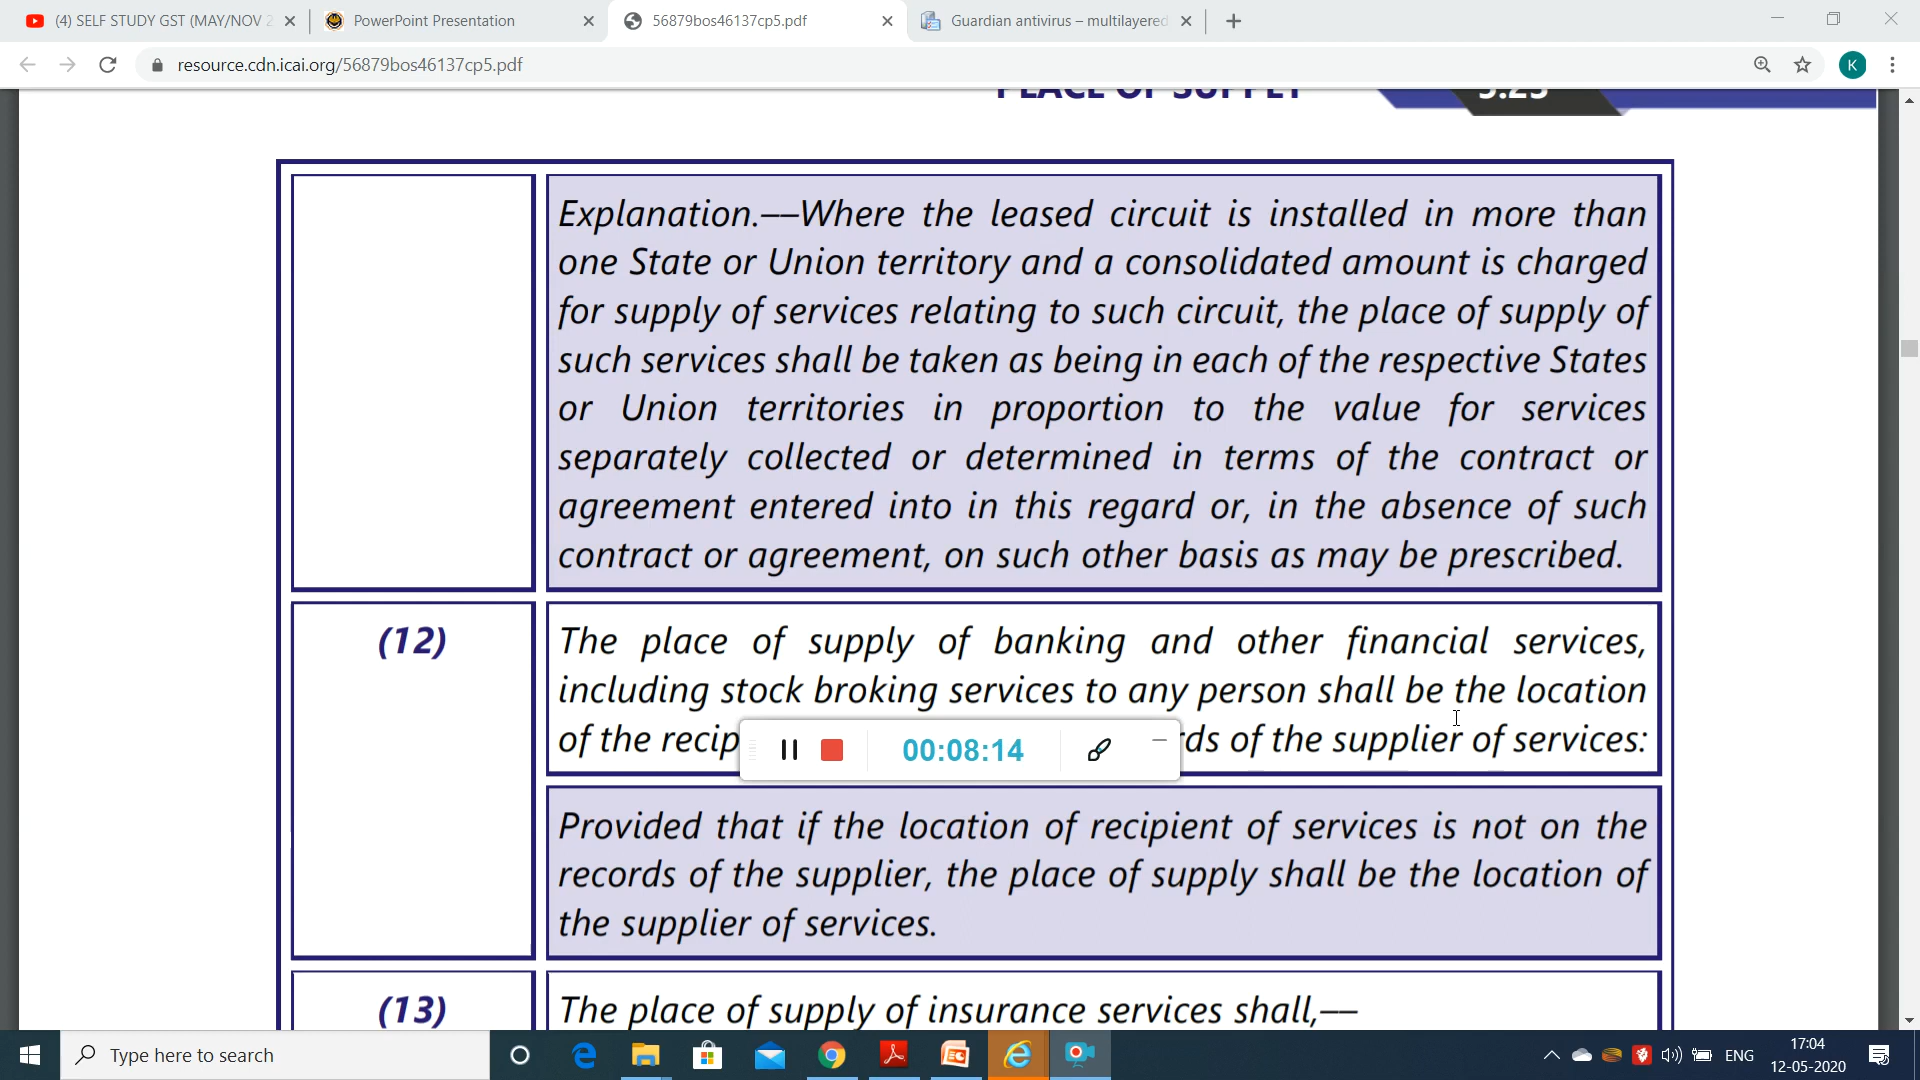 (4) SELF STUDY GST (MAY/NOV 2
PowerPoint Presentation
56879bos46137cp5.pdf
Guardian antivirus – multilayered
resource.cdn.icai.org/56879bos46137cp5.pdf
K
PLACE OF SUPPLY
5.23
Explanation.––Where the leased circuit is installed in more than
one State or Union territory and a consolidated amount is charged
for supply of services relating to such circuit, the place of supply of
such services shall be taken as being in each of the respective States
or Union territories in proportion to the value for services
separately collected or determined in terms of the contract or
agreement entered into in this regard or, in the absence of such
contract or agreement, on such other basis as may be prescribed.
(12)
The place of supply of banking and other financial services,
including stock broking services to any person shall be the location
of the recip
00:08:14
rds of the supplier of services:
Provided that if the location of recipient of services is not on the
records of the supplier, the place of supply shall be the location of
the supplier of services.
(13)
The place of supply of insurance services shall,––
Type here to search
ENG
17:04
12-05-2020